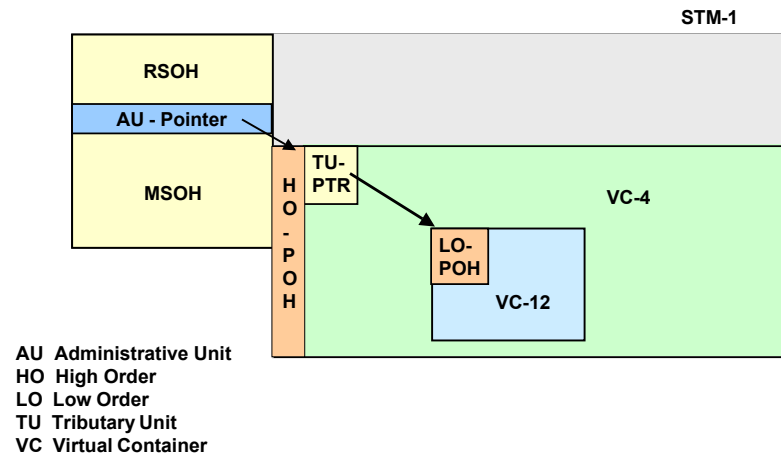 STM-1
RSOH
AU - Pointer
MSOH
H
O
-
P
O
H
TU-
PTR
VC-4
LO-
POH
VC-12
AU Administrative Unit
HO High Order
LO Low Order
TU Tributary Unit
VC Virtual Container